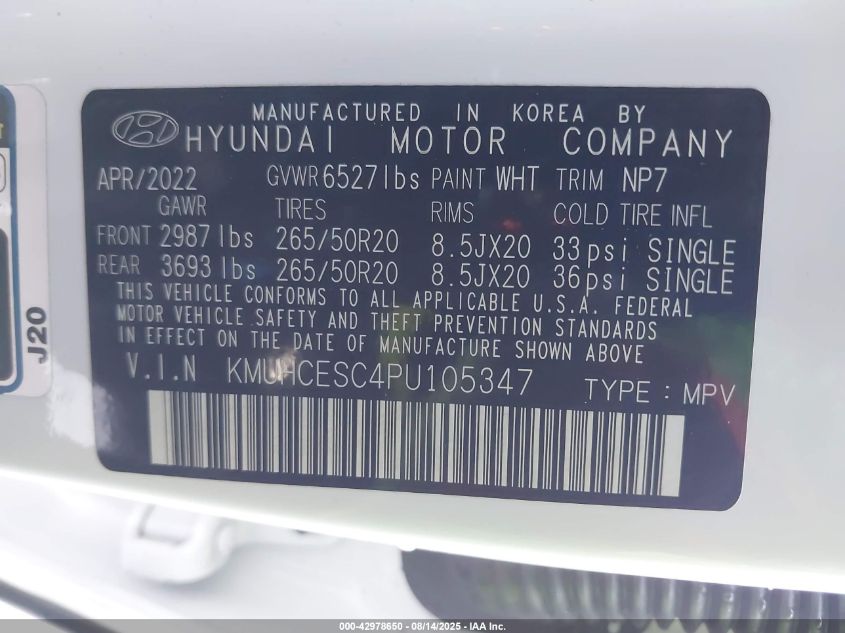 MANUFACTURED IN KOREA BY
HYUNDAI MOTOR COMPANY
APR/2022 GVWR 6527lbs PAINT WHT TRIM NP7
GAWR TIRES RIMS COLD TIRE INFL
FRONT 2987lbs 265/50R20 8.5JX20 33psi SINGLE
REAR 3693lbs 265/50R20 8.5JX20 36psi SINGLE
THIS VEHICLE CONFORMS TO ALL APPLICABLE U.S.A. FEDERAL
MOTOR VEHICLE SAFETY AND THEFT PREVENTION STANDARDS
IN EFFECT ON THE DATE OF MANUFACTURE SHOWN ABOVE
V.I.N KMUHCESC4PU105347 TYPE : MPV
J20
000-42978650 - 08/14/2025 - IAA Inc.